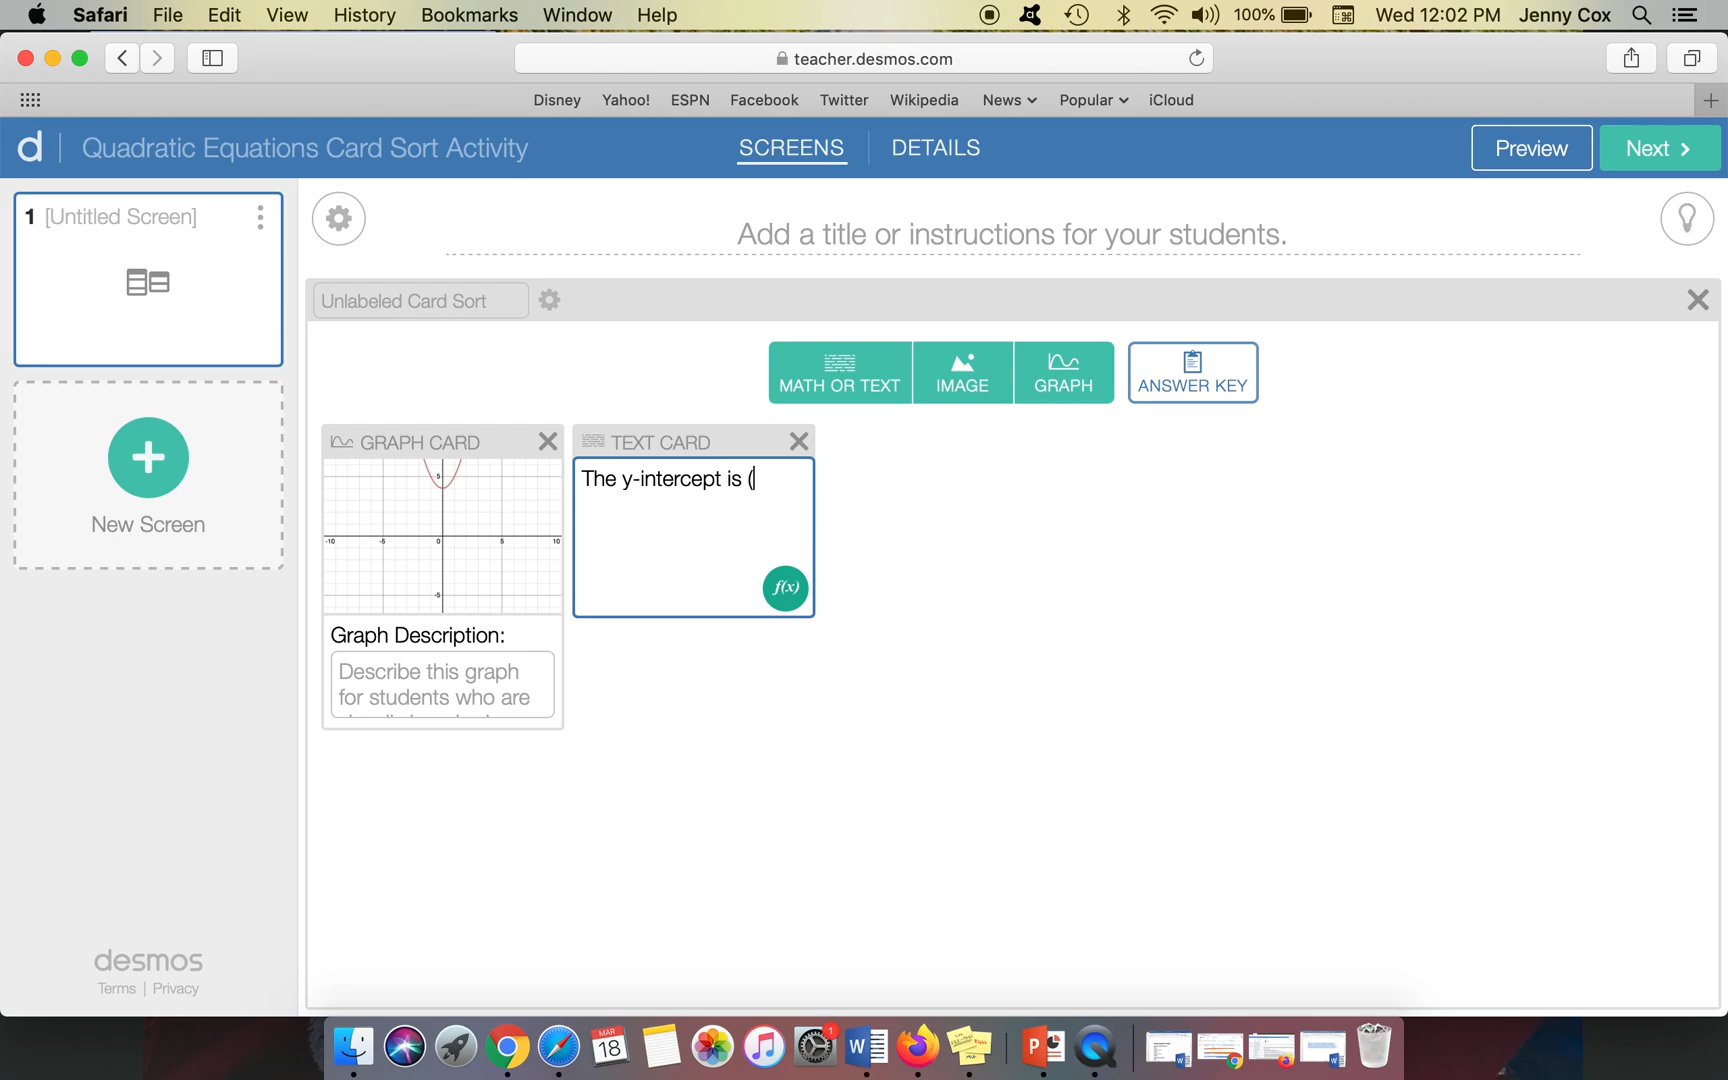 Safari File Edit View History Bookmarks Window Help 100% Wed 12:02 PM Jenny Cox
teacher.desmos.com
Disney Yahoo! ESPN Facebook Twitter Wikipedia News Popular iCloud
d Quadratic Equations Card Sort Activity SCREENS DETAILS Preview Next
1 [Untitled Screen]
Add a title or instructions for your students.
Unlabeled Card Sort
MATH OR TEXT IMAGE GRAPH ANSWER KEY
GRAPH CARD TEXT CARD
The y-intercept is (
5
-10 -5 0 5 10
-5
f(x)
New Screen
Graph Description:
Describe this graph
for students who are
desmos
Terms | Privacy
MAR
18
1
W
P